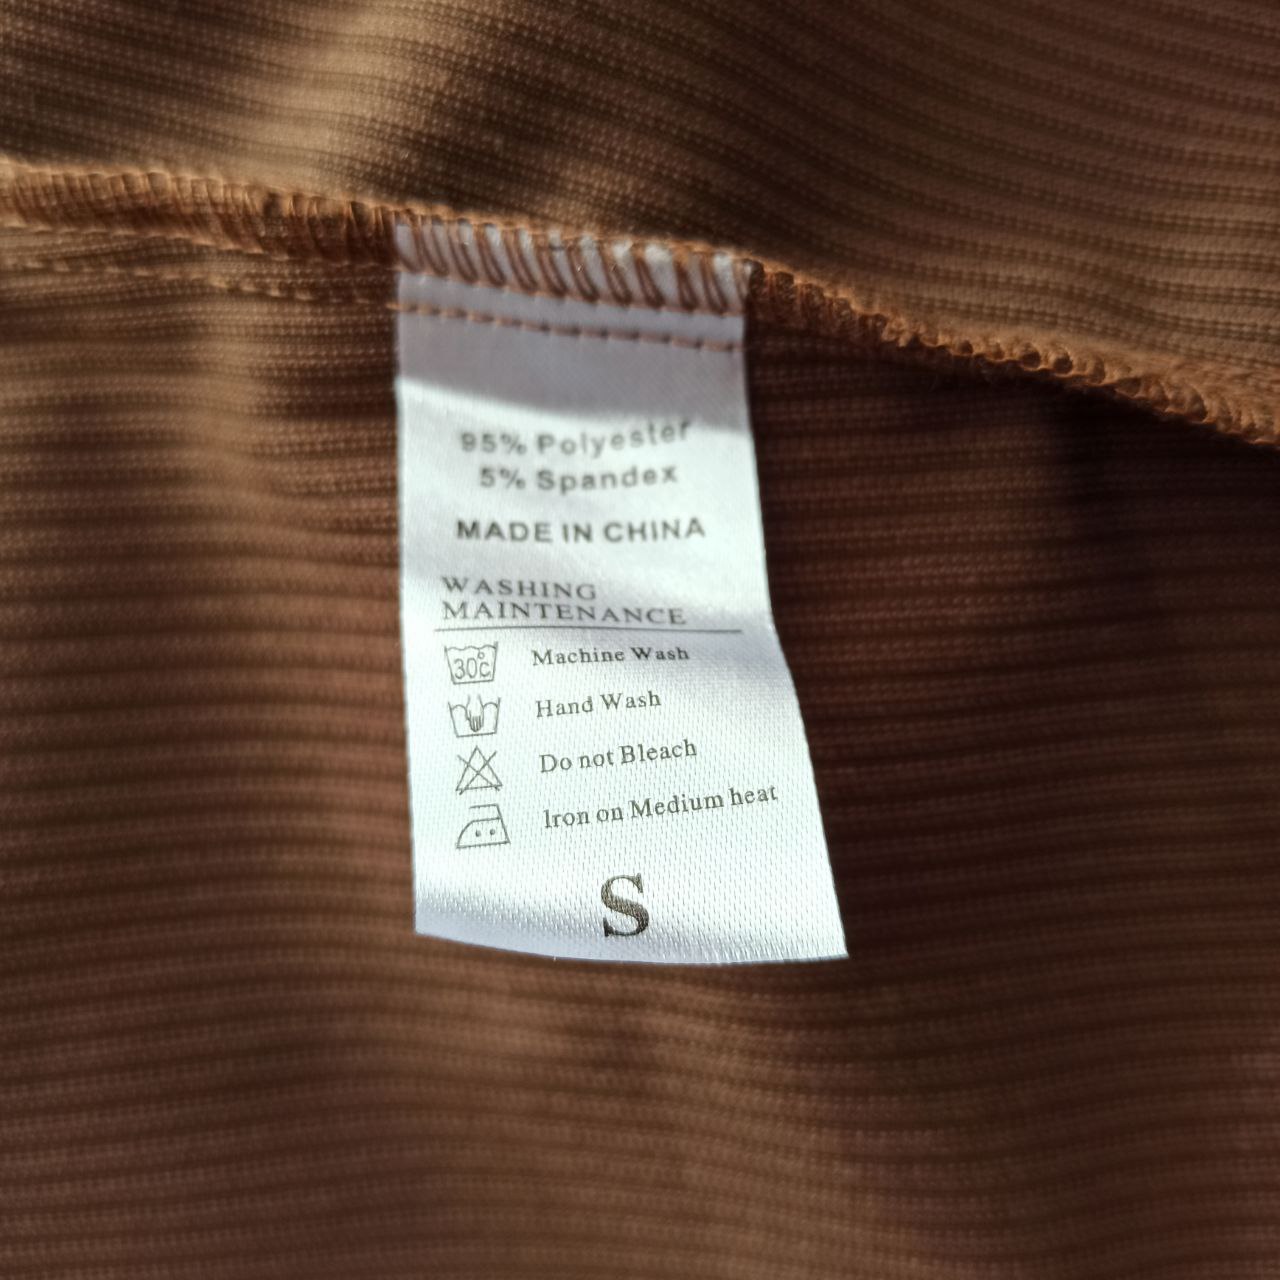 95% Polyester
5% Spandex
MADE IN CHINA
WASHING
MAINTENANCE
30°c Machine Wash
Hand Wash
Do not Bleach
Iron on Medium heat
S